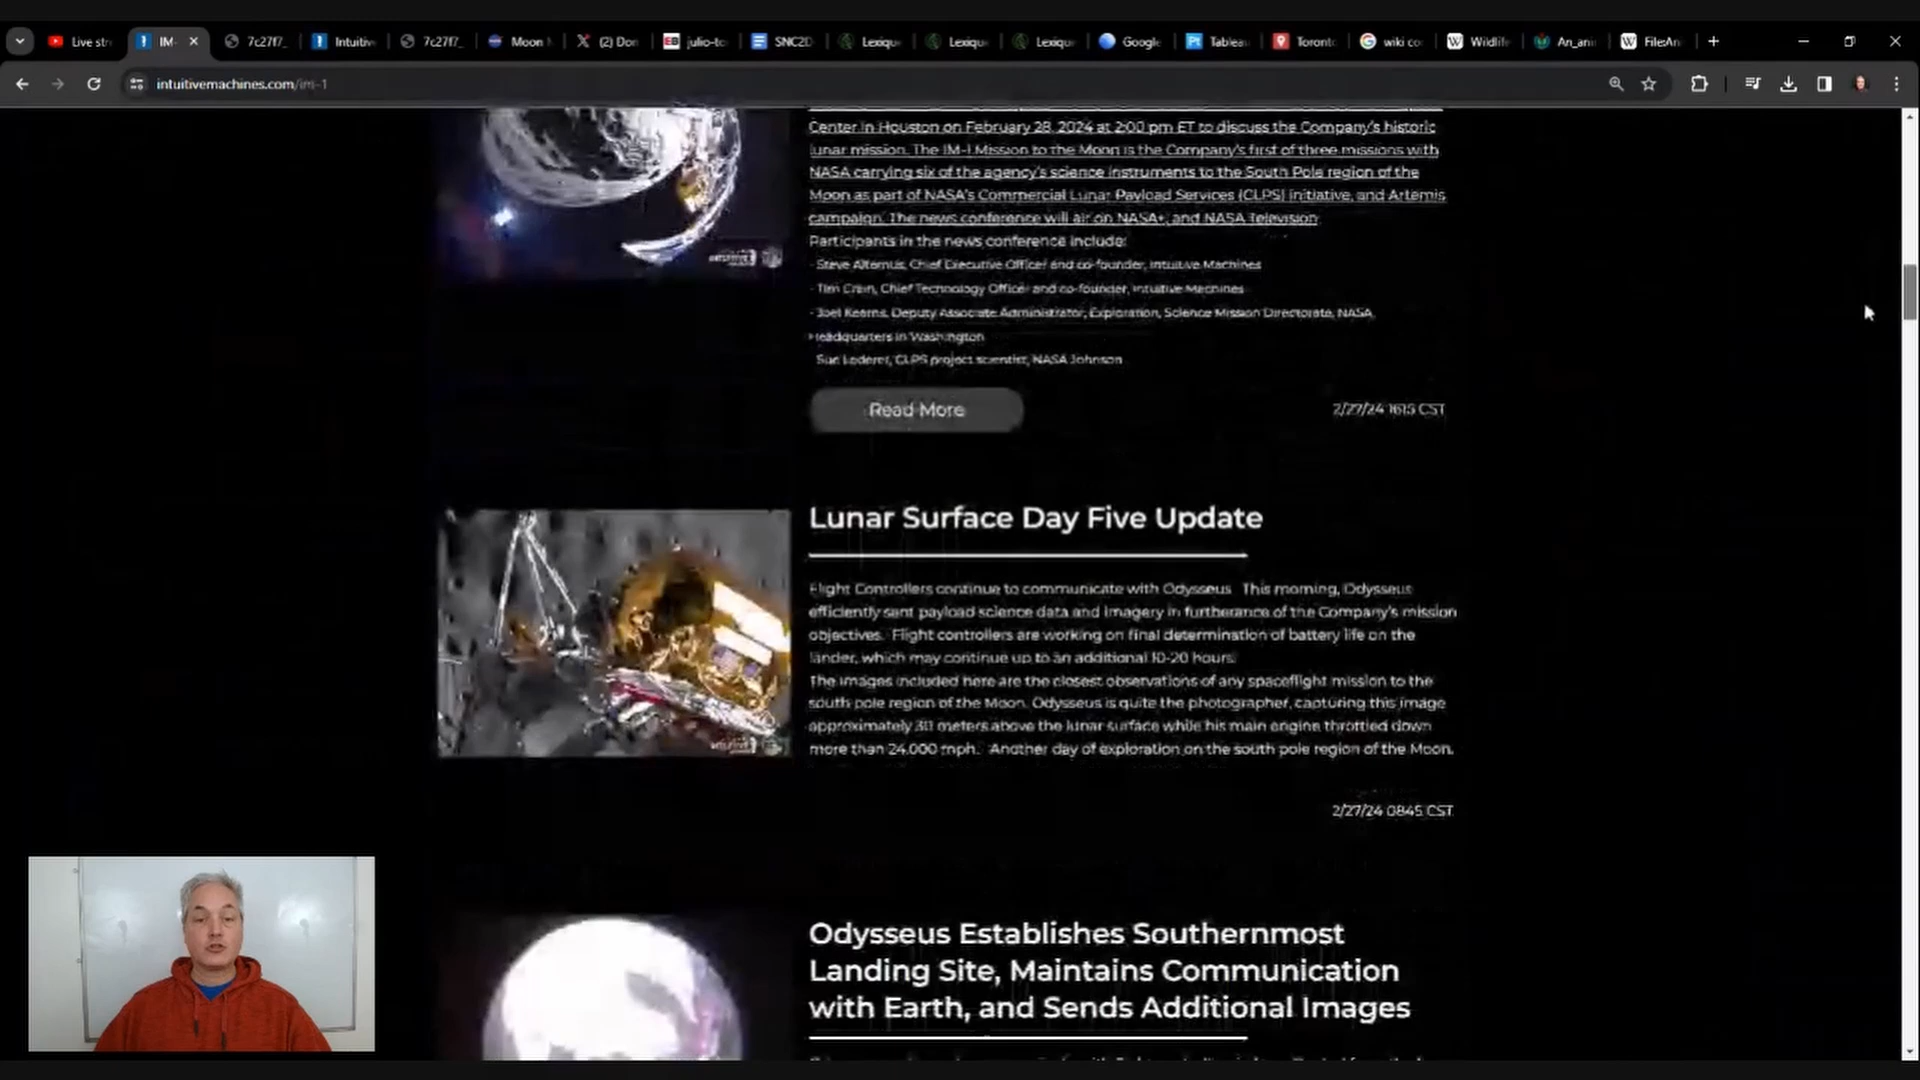 Live str
IM-
7c27f7_
Intuitive
7c27f7_
Moon
(2) Don
julio-to
SNC2D
Lexique
Lexique
Lexique
Google
Tableau
Toronto
wiki co
Wildlife
An_ani
FileAn
intuitivemachines.com/im-1
Center in Houston on February 28, 2024 at 2:00 pm ET to discuss the Company's historic
lunar mission. The IM-1 Mission to the Moon is the Company's first of three missions with
NASA carrying six of the agency's science instruments to the South Pole region of the
Moon as part of NASA's Commercial Lunar Payload Services (CLPS) initiative, and Artemis
campaign. The news conference will air on NASA+, and NASA Television
Participants in the news conference include:
- Steve Altemus, Chief Executive Officer and co-founder, Intuitive Machines
- Tim Crain, Chief Technology Officer and co-founder, Intuitive Machines
- Joel Kearns, Deputy Associate Administrator, Exploration, Science Mission Directorate, NASA
Headquarters in Washington
Sue Lederer, CLPS project scientist, NASA Johnson
Read More
2/27/24 1615 CST
Lunar Surface Day Five Update
Flight Controllers continue to communicate with Odysseus. This morning, Odysseus
efficiently sent payload science data and imagery in furtherance of the Company's mission
objectives. Flight controllers are working on final determination of battery life on the
lander, which may continue up to an additional 10-20 hours.
The images included here are the closest observations of any spaceflight mission to the
south pole region of the Moon. Odysseus is quite the photographer, capturing this image
approximately 30 meters above the lunar surface while his main engine throttled down
more than 24,000 mph. Another day of exploration on the south pole region of the Moon.
2/27/24 0845 CST
Odysseus Establishes Southernmost
Landing Site, Maintains Communication
with Earth, and Sends Additional Images